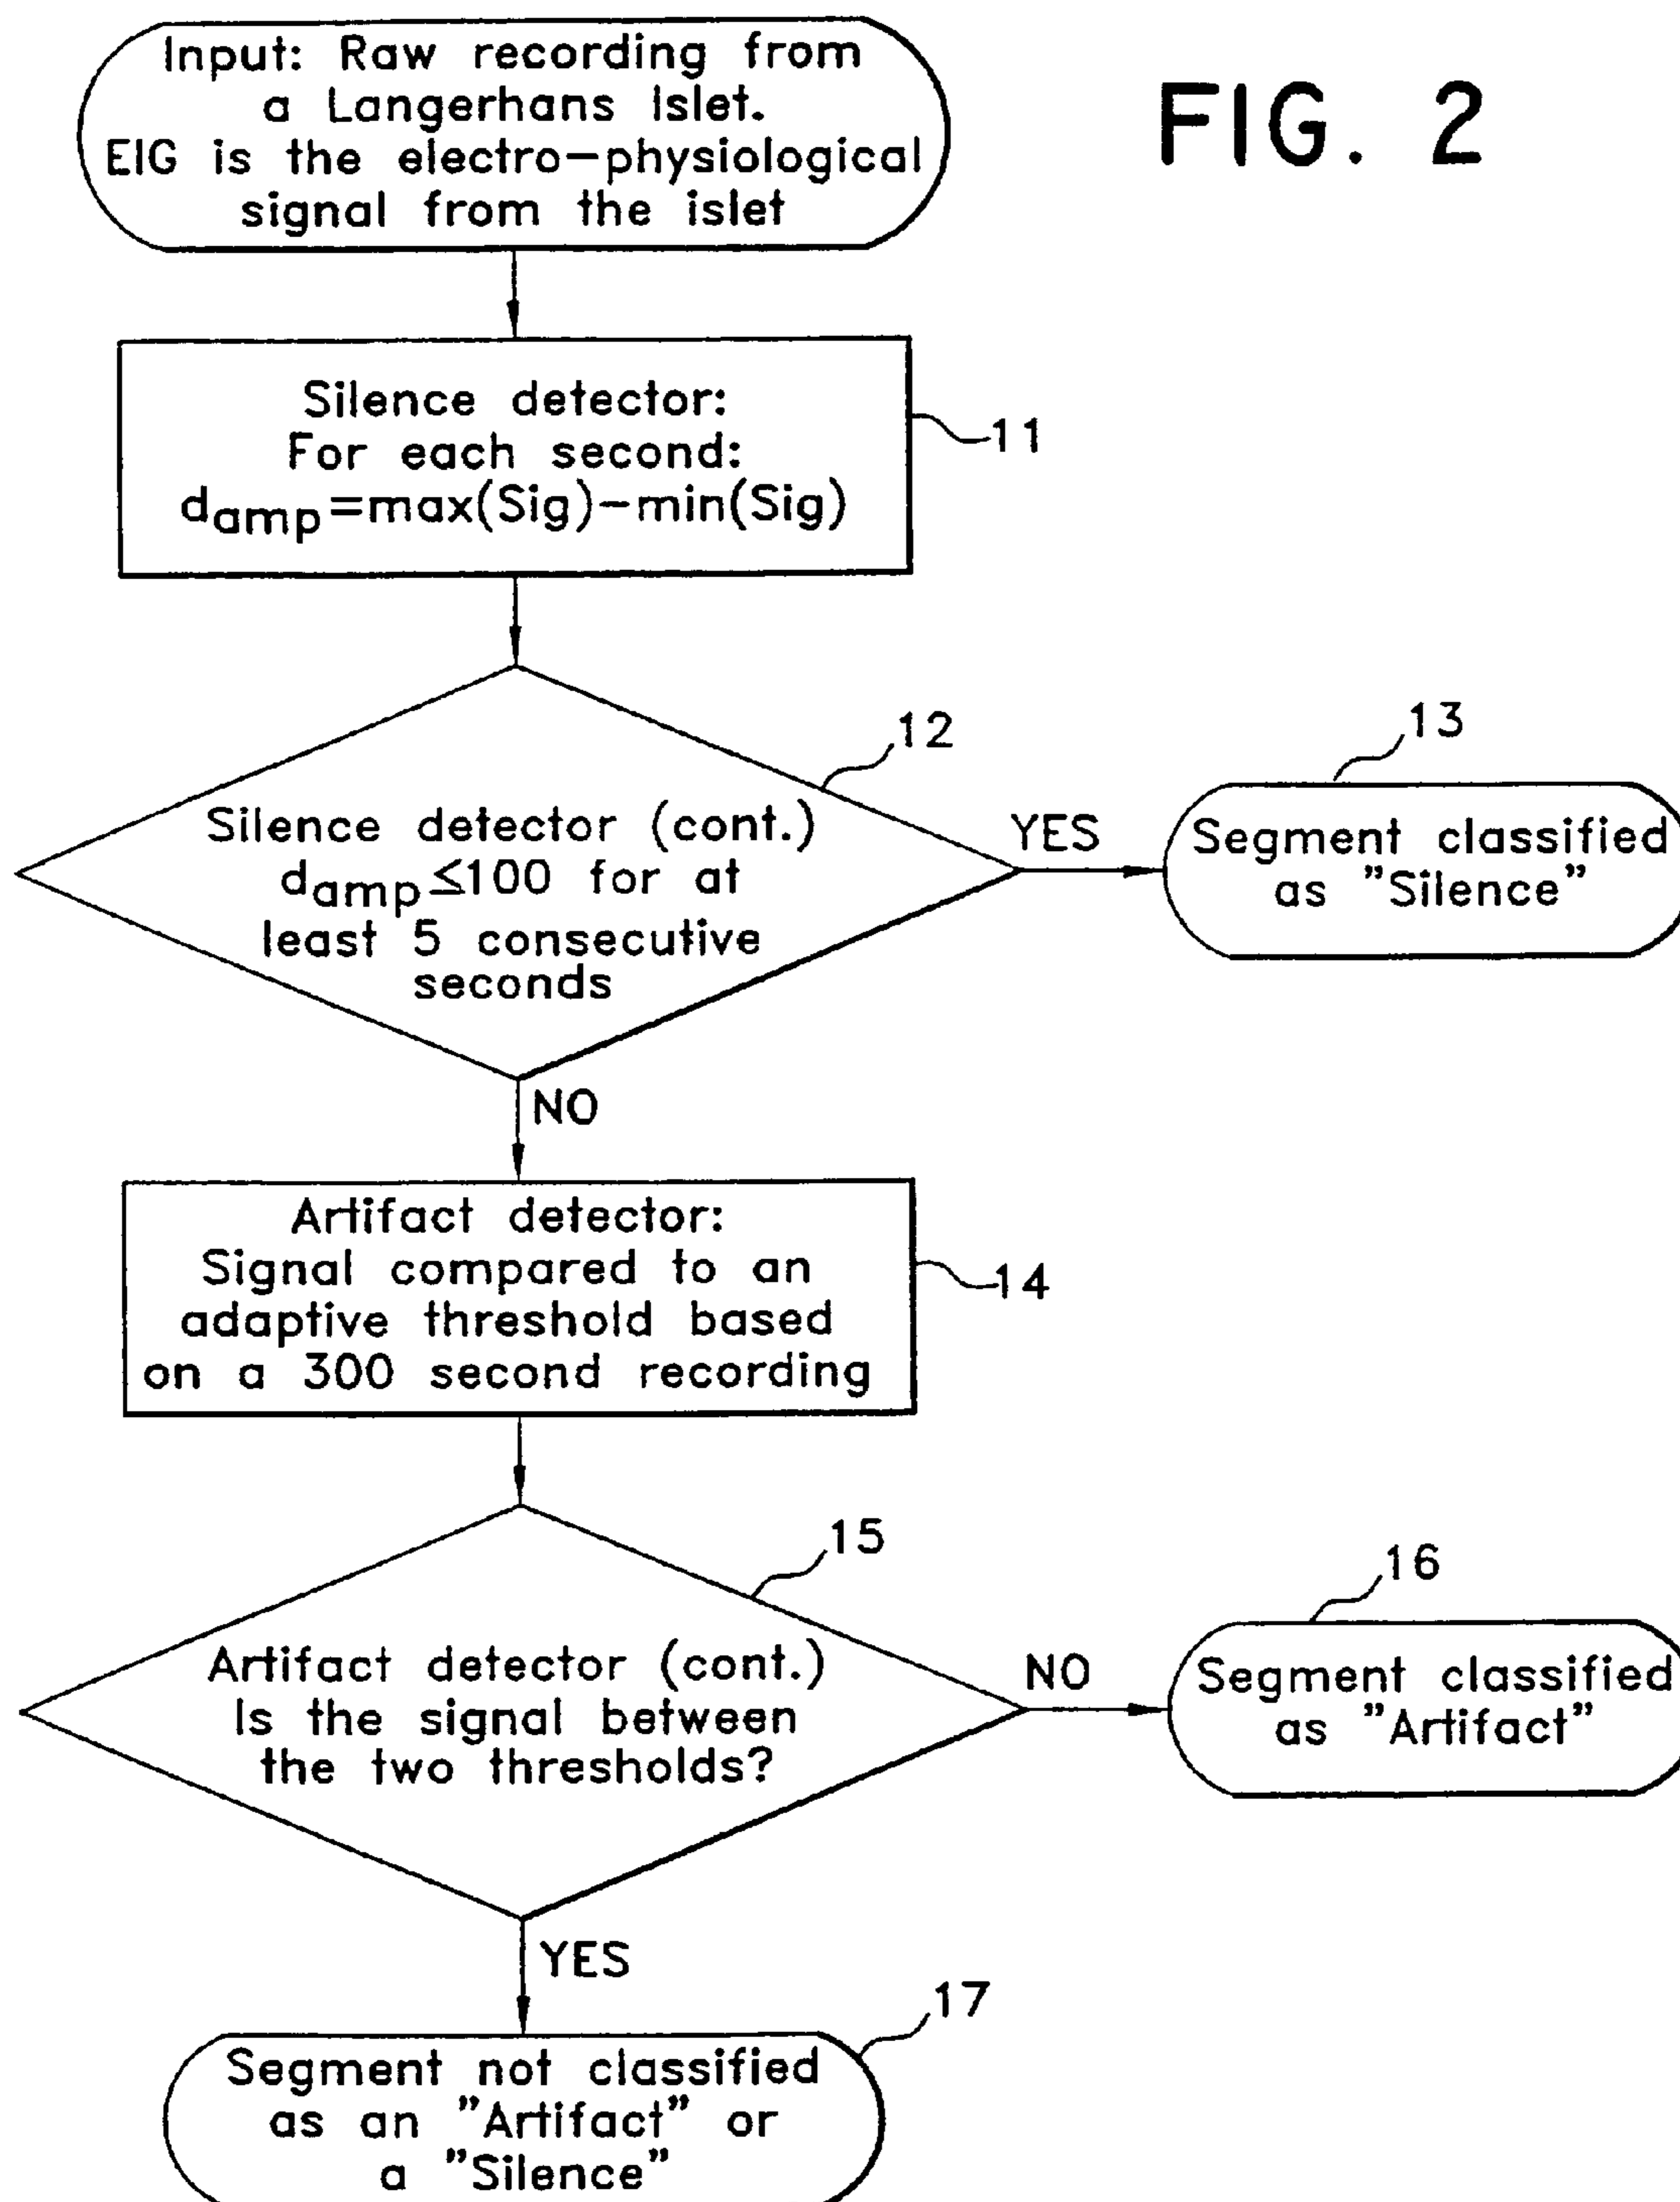 FIG. 2
Input: Raw recording from
a Langerhans Islet.
EIG is the electro-physiological
signal from the islet
Silence detector:
For each second:
damp=max(Sig)-min(Sig)
11
12
Silence detector (cont.)
damp≤100 for at
least 5 consecutive
seconds
YES
13
Segment classified
as "Silence"
NO
Artifact detector:
Signal compared to an
adaptive threshold based
on a 300 second recording
14
15
Artifact detector (cont.)
Is the signal between
the two thresholds?
NO
16
Segment classified
as "Artifact"
YES
17
Segment not classified
as an "Artifact" or
a "Silence"